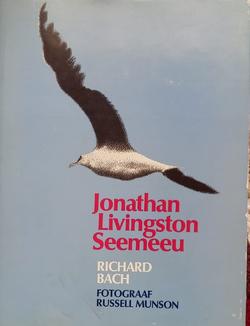 Jonathan
Livingston
Seemeeu
RICHARD
BACH
FOTOGRAAF
RUSSELL MUNSON